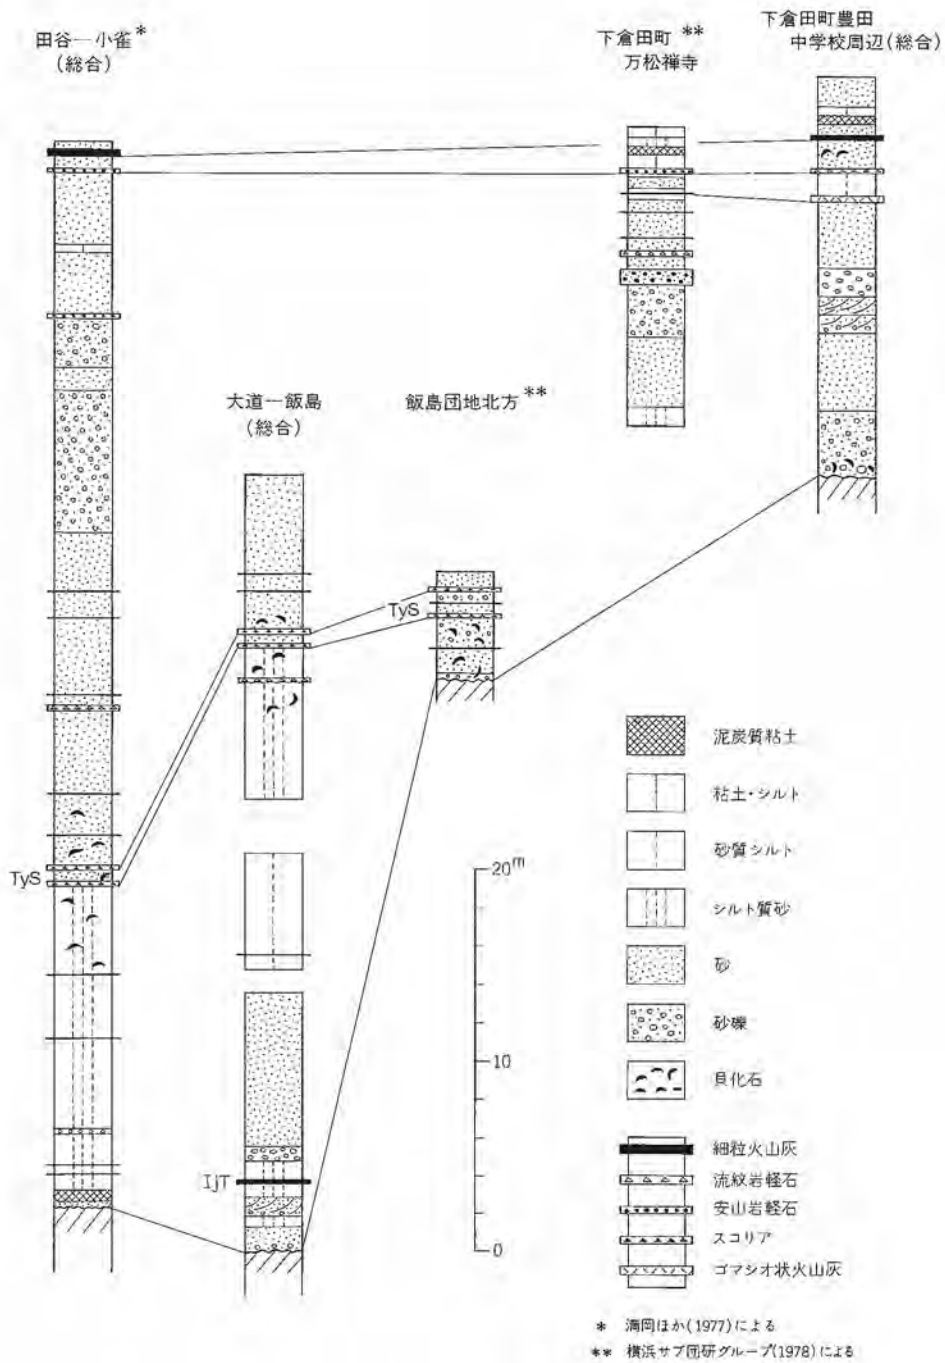 田谷―小雀*
(総合)
下倉田町**
万松禅寺
下倉田町豊田
中学校周辺(総合)
大道―飯島
(総合)
飯島団地北方**
TyS
TyS
IjT
20m
10
0
泥炭質粘土
粘土・シルト
砂質シルト
シルト質砂
砂
砂礫
貝化石
細粒火山灰
流紋岩軽石
安山岩軽石
スコリア
ゴマシオ状火山灰
* 満岡ほか(1977)による
** 横浜サブ団研グループ(1978)による